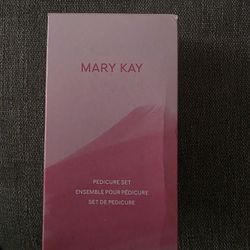 MARY KAY
PEDICURE SET
ENSEMBLE POUR PÉDICURE
SET DE PEDICURE